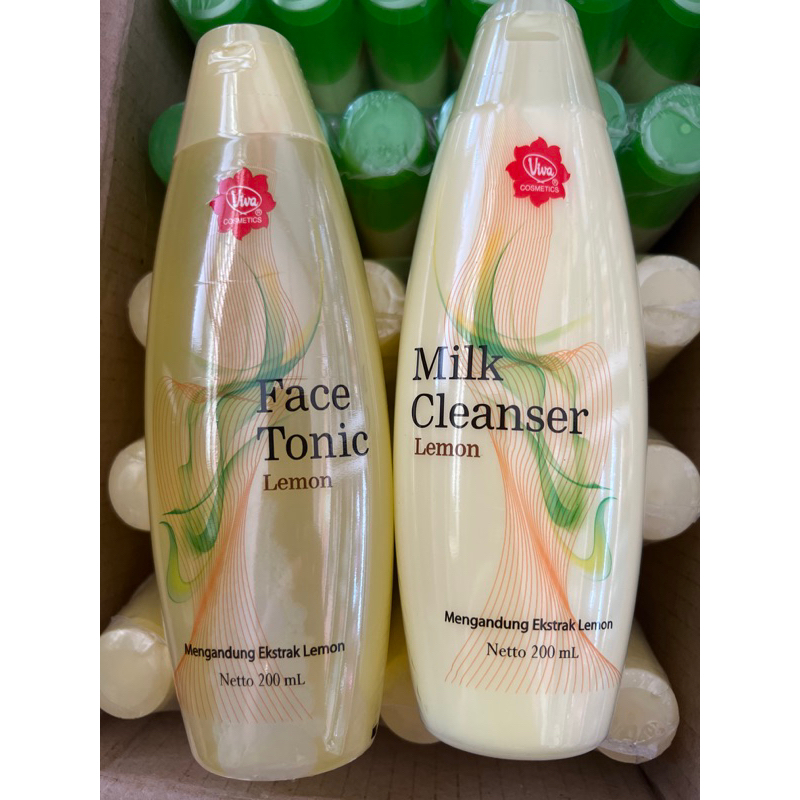 Viva®
COSMETICS
Face
Tonic
Lemon
Mengandung Ekstrak Lemon
Netto 200 mL
Viva®
COSMETICS
Milk
Cleanser
Lemon
Mengandung Ekstrak Lemon
Netto 200 mL